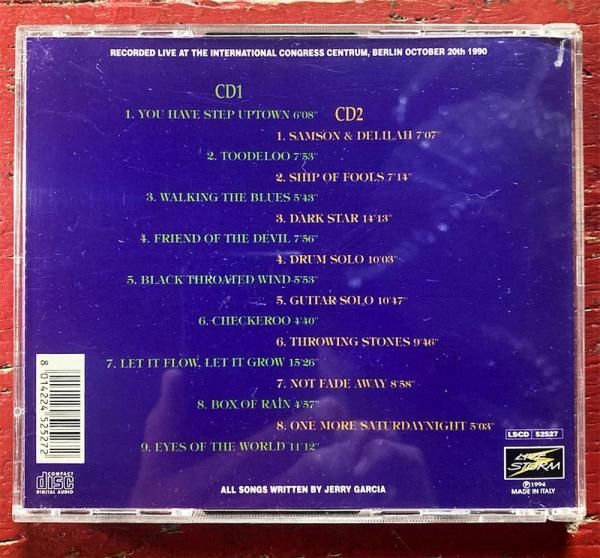 RECORDED LIVE AT THE INTERNATIONAL CONGRESS CENTRUM, BERLIN OCTOBER 20th 1990
CD1
1. YOU HAVE STEP UPTOWN 6'08"
2. TOODELOO 7'53"
3. WALKING THE BLUES 5'43"
4. FRIEND OF THE DEVIL 7'56"
5. BLACK THROATED WIND 5'53"
6. CHECKEROO 4'40"
7. LET IT FLOW, LET IT GROW 15'26"
8. BOX OF RAIN 4'57"
9. EYES OF THE WORLD 11'12"
CD2
1. SAMSON & DELILAH 7'07"
2. SHIP OF FOOLS 7'14"
3. DARK STAR 14'13"
4. DRUM SOLO 10'03"
5. GUITAR SOLO 10'47"
6. THROWING STONES 9'46"
7. NOT FADE AWAY 8'58"
8. ONE MORE SATURDAYNIGHT 5'03"
8 014224 525272
COMPACT
disc
DIGITAL AUDIO
ALL SONGS WRITTEN BY JERRY GARCIA
LSCD 52527
LIVE
STORM
℗ 1994
MADE IN ITALY